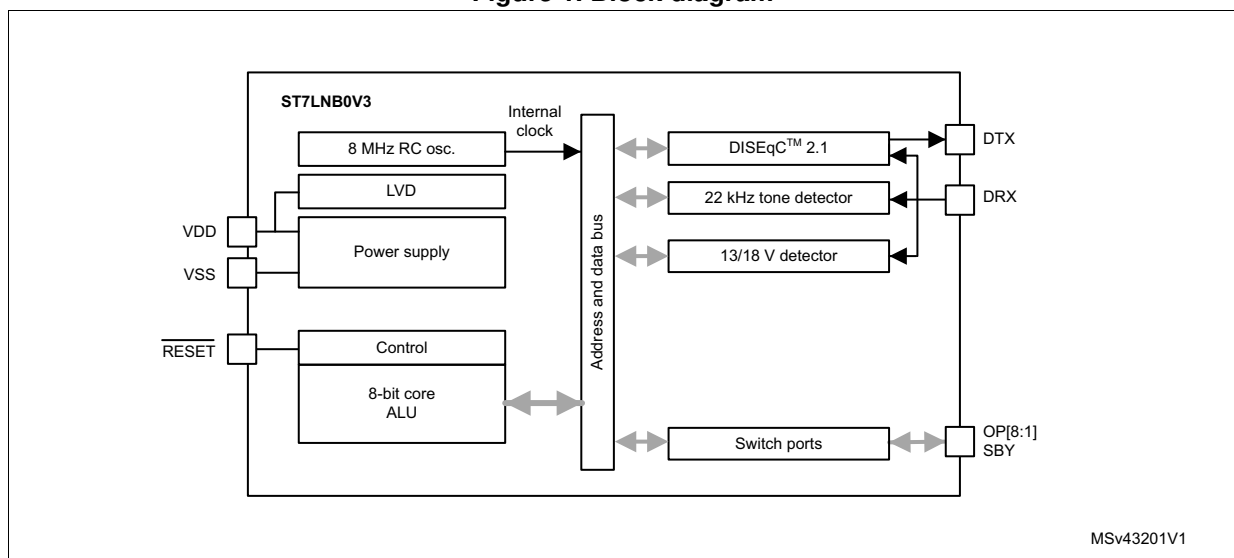 Figure 1. Block diagram
ST7LNB0V3
Internal
clock
8 MHz RC osc.
LVD
Power supply
VDD
VSS
RESET
Control
8-bit core
ALU
Address and data bus
DISEqC™ 2.1
22 kHz tone detector
13/18 V detector
Switch ports
DTX
DRX
OP[8:1]
SBY
MSv43201V1